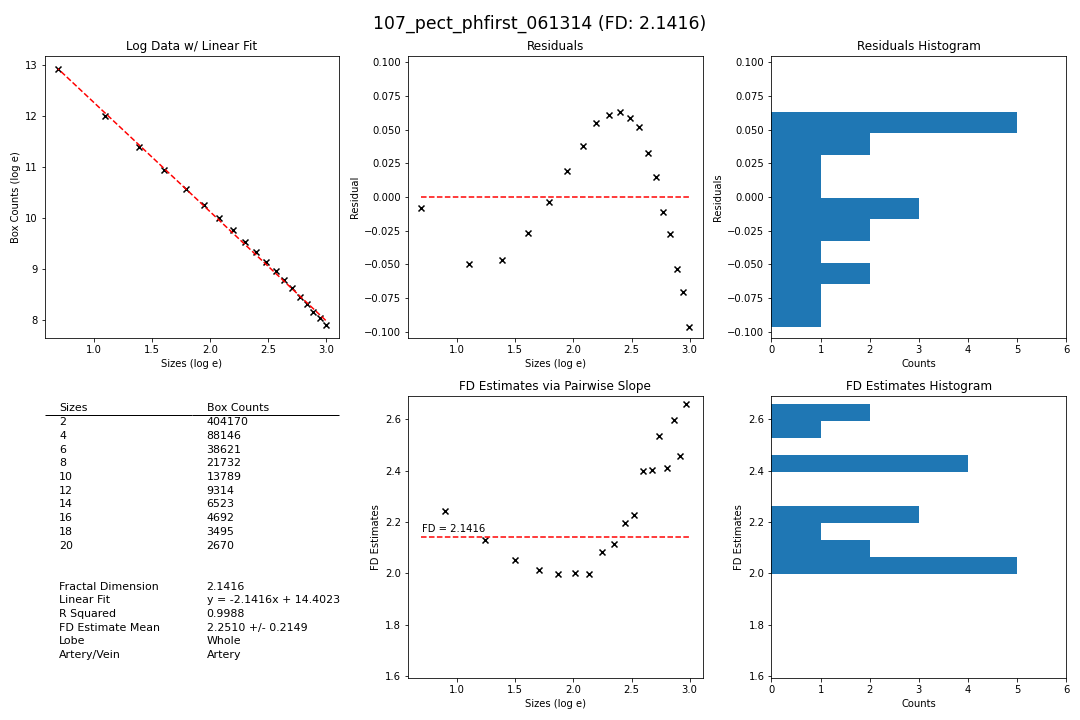 107_pect_phfirst_061314 (FD: 2.1416)
Log Data w/ Linear Fit
Box Counts (log e)
13
12
11
10
9
8
1.0 1.5 2.0 2.5 3.0
Sizes (log e)
Residuals
Residual
0.100
0.075
0.050
0.025
0.000
−0.025
−0.050
−0.075
−0.100
1.0 1.5 2.0 2.5 3.0
Sizes (log e)
Residuals Histogram
Residuals
0.100
0.075
0.050
0.025
0.000
−0.025
−0.050
−0.075
−0.100
0 1 2 3 4 5 6
Counts
Sizes Box Counts
2 404170
4 88146
6 38621
8 21732
10 13789
12 9314
14 6523
16 4692
18 3495
20 2670
Fractal Dimension 2.1416
Linear Fit y = -2.1416x + 14.4023
R Squared 0.9988
FD Estimate Mean 2.2510 +/- 0.2149
Lobe Whole
Artery/Vein Artery
FD Estimates via Pairwise Slope
FD Estimates
2.6
2.4
2.2
2.0
1.8
1.6
FD = 2.1416
1.0 1.5 2.0 2.5 3.0
Sizes (log e)
FD Estimates Histogram
FD Estimates
2.6
2.4
2.2
2.0
1.8
1.6
0 1 2 3 4 5 6
Counts